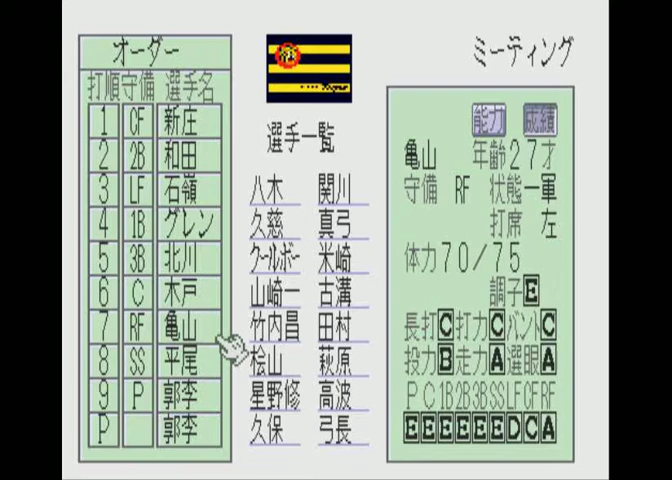 オーダー
打順守備 選手名
1 CF 新庄
2 2B 和田
3 LF 石嶺
4 1B グレン
5 3B 北川
6 C 木戸
7 RF 亀山
8 SS 平尾
9 P 郭李
P 郭李
選手一覧
八木 関川
久慈 真弓
クールボー 米崎
山崎一 古溝
竹内昌 田村
桧山 萩原
星野修 高波
久保 弓長
ミーティング
能力 成績
亀山 年齢27才
守備 RF 状態一軍
打席 左
体力70/75
調子E
長打C打力CバントC
投力B走力A選眼A
P C 1B2B3BSSLFCFRF
EEEEEEDCA